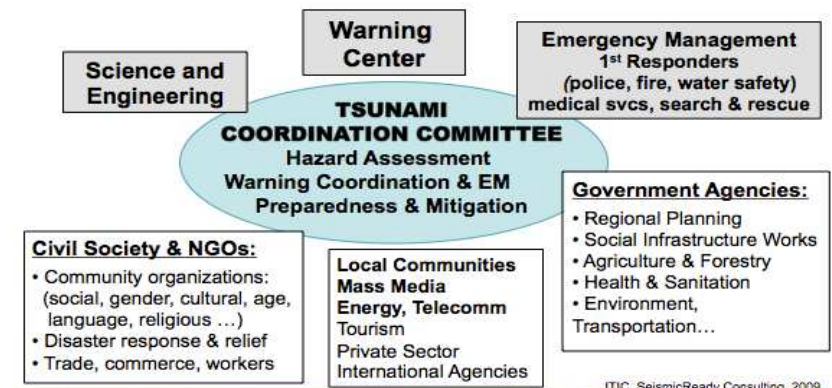 Warning
Center
Science and
Engineering
Emergency Management
1st Responders
(police, fire, water safety)
medical svcs, search & rescue
TSUNAMI
COORDINATION COMMITTEE
Hazard Assessment
Warning Coordination & EM
Preparedness & Mitigation
Civil Society & NGOs:
• Community organizations:
(social, gender, cultural, age,
language, religious ...)
• Disaster response & relief
• Trade, commerce, workers
Local Communities
Mass Media
Energy, Telecomm
Tourism
Private Sector
International Agencies
Government Agencies:
• Regional Planning
• Social Infrastructure Works
• Agriculture & Forestry
• Health & Sanitation
• Environment,
Transportation...
ITIC, SeismicReady Consulting, 2009